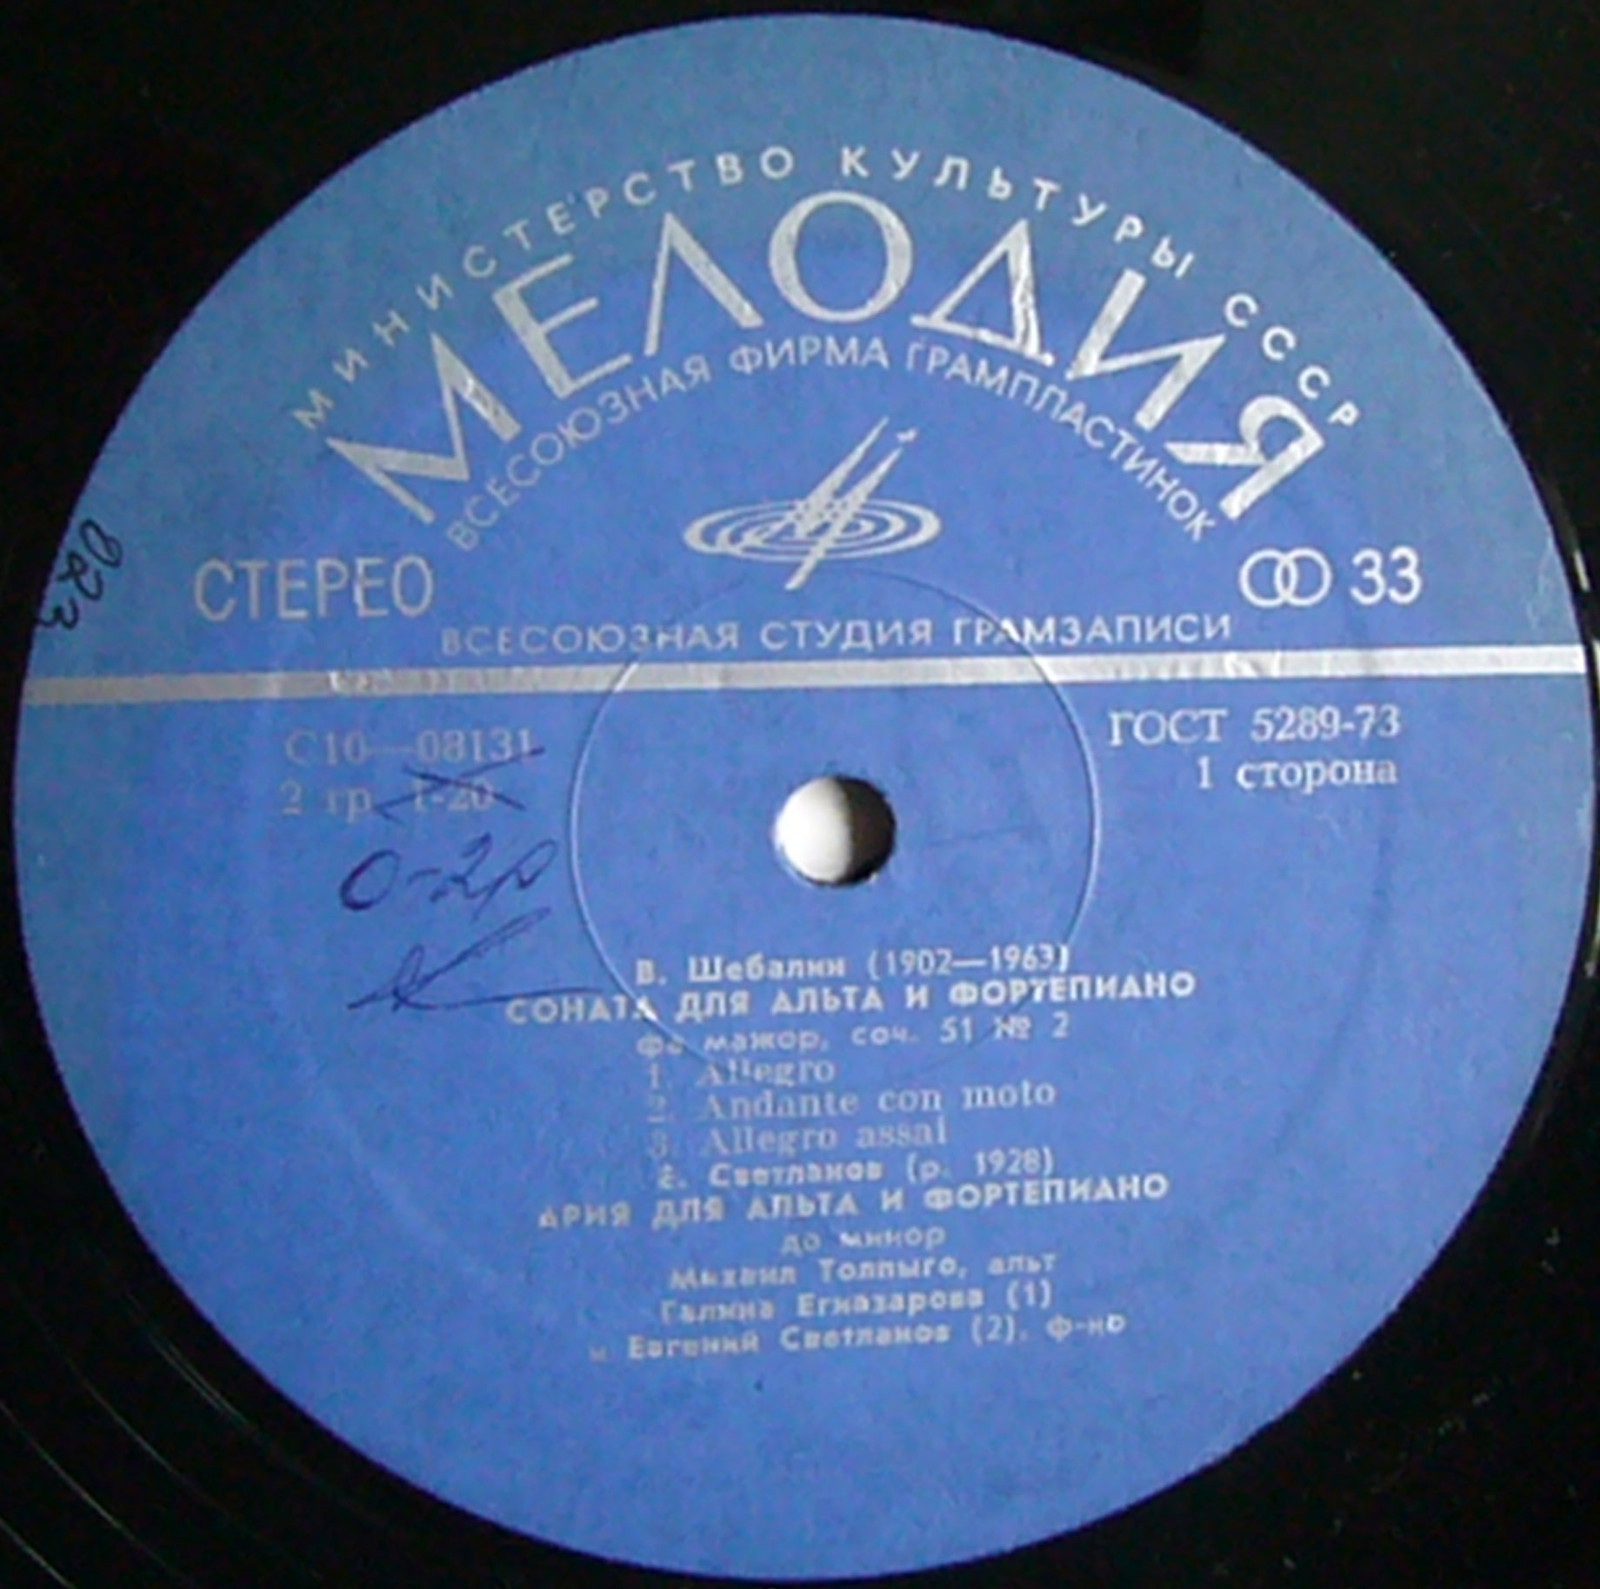 МИНИСТЕРСТВО КУЛЬТУРЫ СССР
МЕЛОДИЯ
ВСЕСОЮЗНАЯ ФИРМА ГРАМПЛАСТИНОК
СТЕРЕО
33
ВСЕСОЮЗНАЯ СТУДИЯ ГРАМЗАПИСИ
023
С10—08131
2 гр. 1-20
ГОСТ 5289-73
1 сторона
0-2р
В. Шебалин (1902—1963)
СОНАТА ДЛЯ АЛЬТА И ФОРТЕПИАНО
фа мажор, соч. 51 № 2
1. Allegro
2. Andante con moto
3. Allegro assai
Е. Светланов (р. 1928)
АРИЯ ДЛЯ АЛЬТА И ФОРТЕПИАНО
до минор
Михаил Толпыго, альт
Галина Егиазарова (1)
и Евгений Светланов (2), ф-но